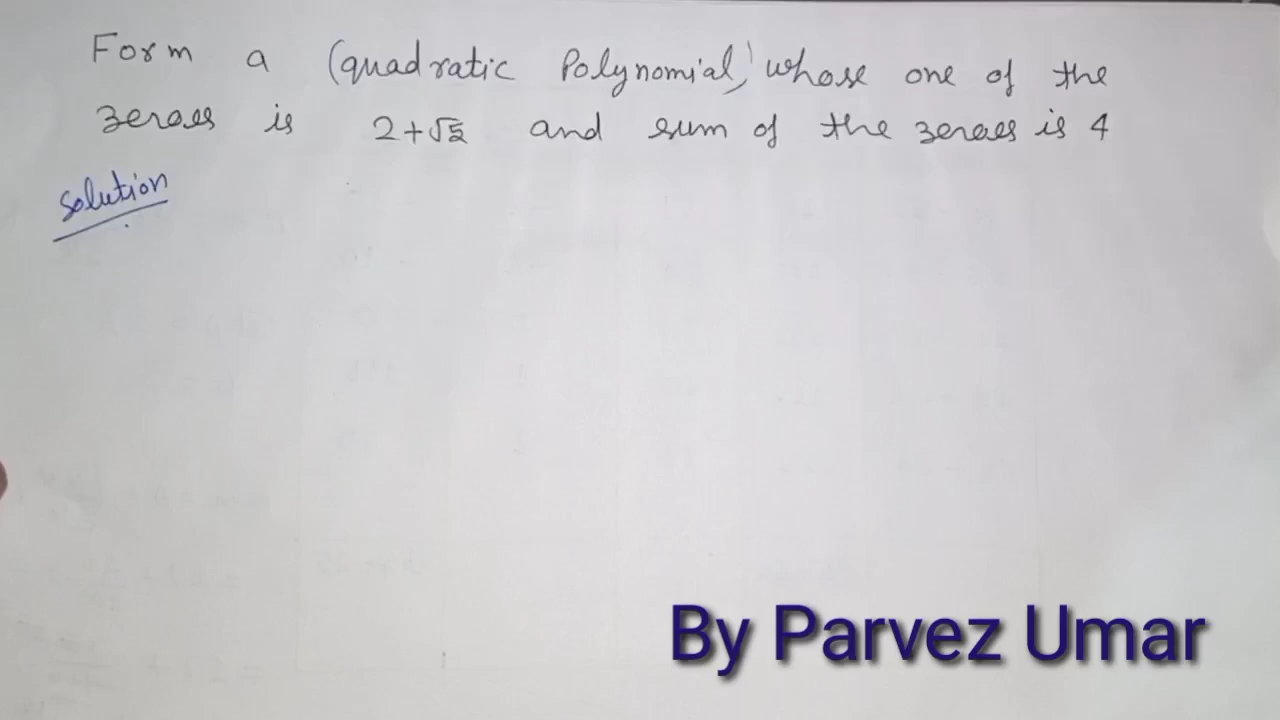 Form a (quadratic Polynomial) whose one of the
zeroes is 2+√5 and sum of the zeroes is 4
Solution
By Parvez Umar